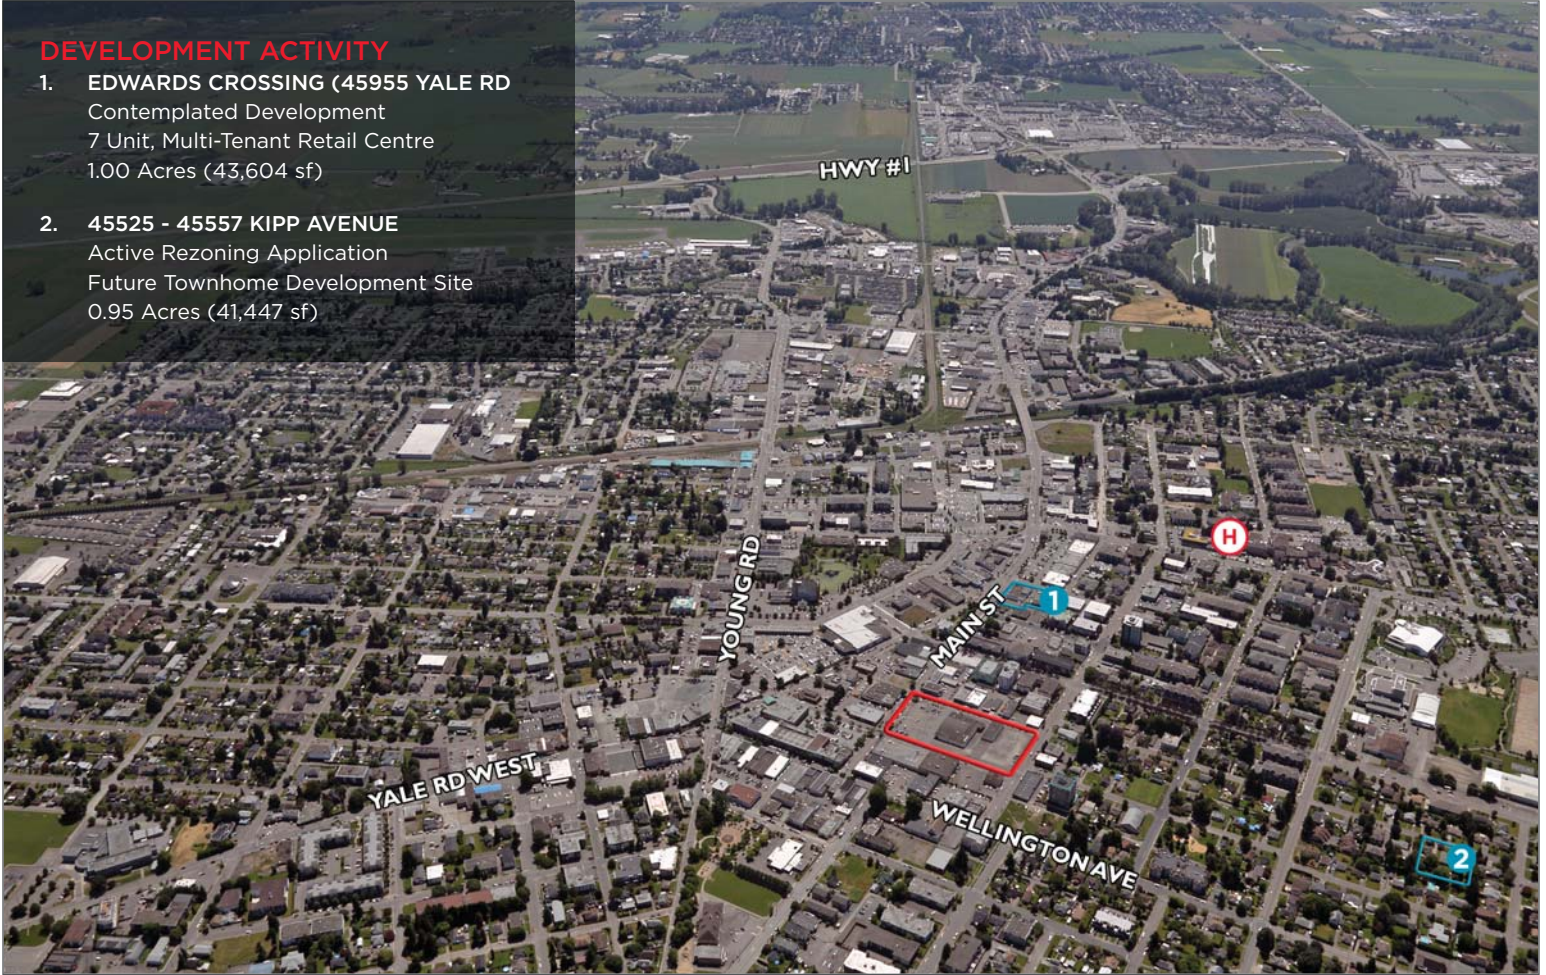 DEVELOPMENT ACTIVITY
1. EDWARDS CROSSING (45955 YALE RD
Contemplated Development
7 Unit, Multi-Tenant Retail Centre
1.00 Acres (43,604 sf)
2. 45525 - 45557 KIPP AVENUE
Active Rezoning Application
Future Townhome Development Site
0.95 Acres (41,447 sf)
HWY #1
YOUNG RD
H
MAIN ST
1
YALE RD WEST
WELLINGTON AVE
2